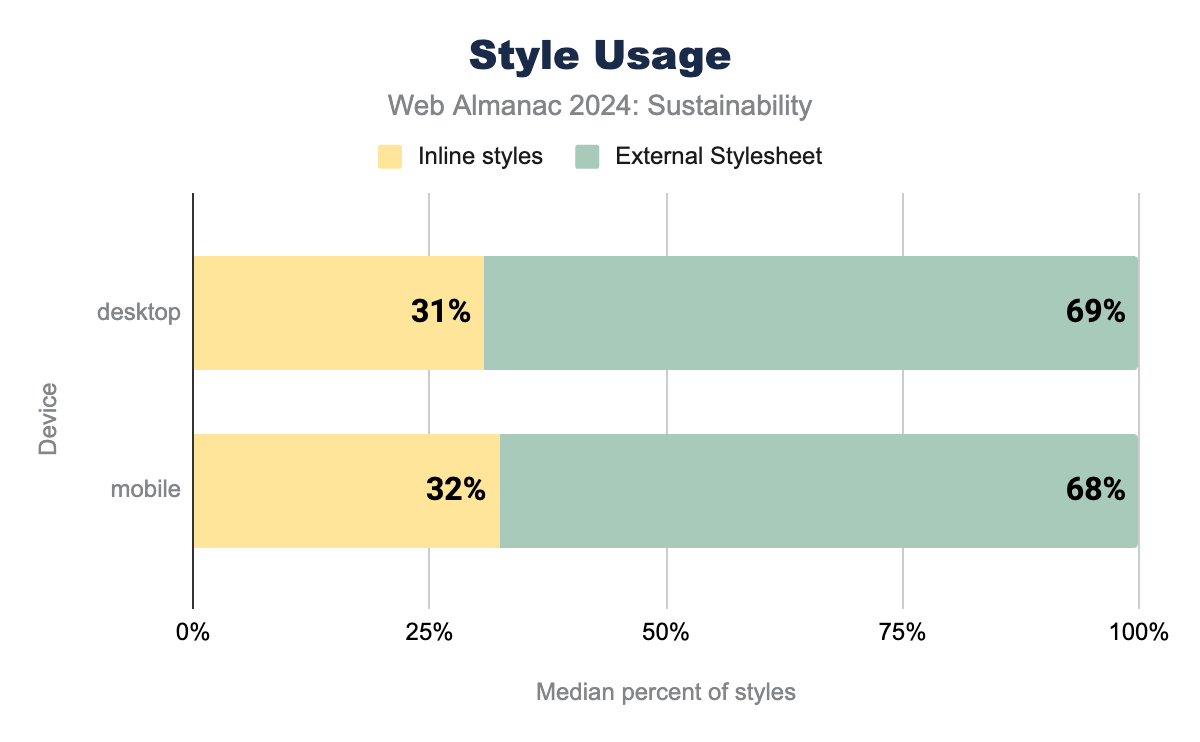 Style Usage
Web Almanac 2024: Sustainability
Inline styles External Stylesheet
desktop 31% 69%
Device
mobile 32% 68%
0% 25% 50% 75% 100%
Median percent of styles